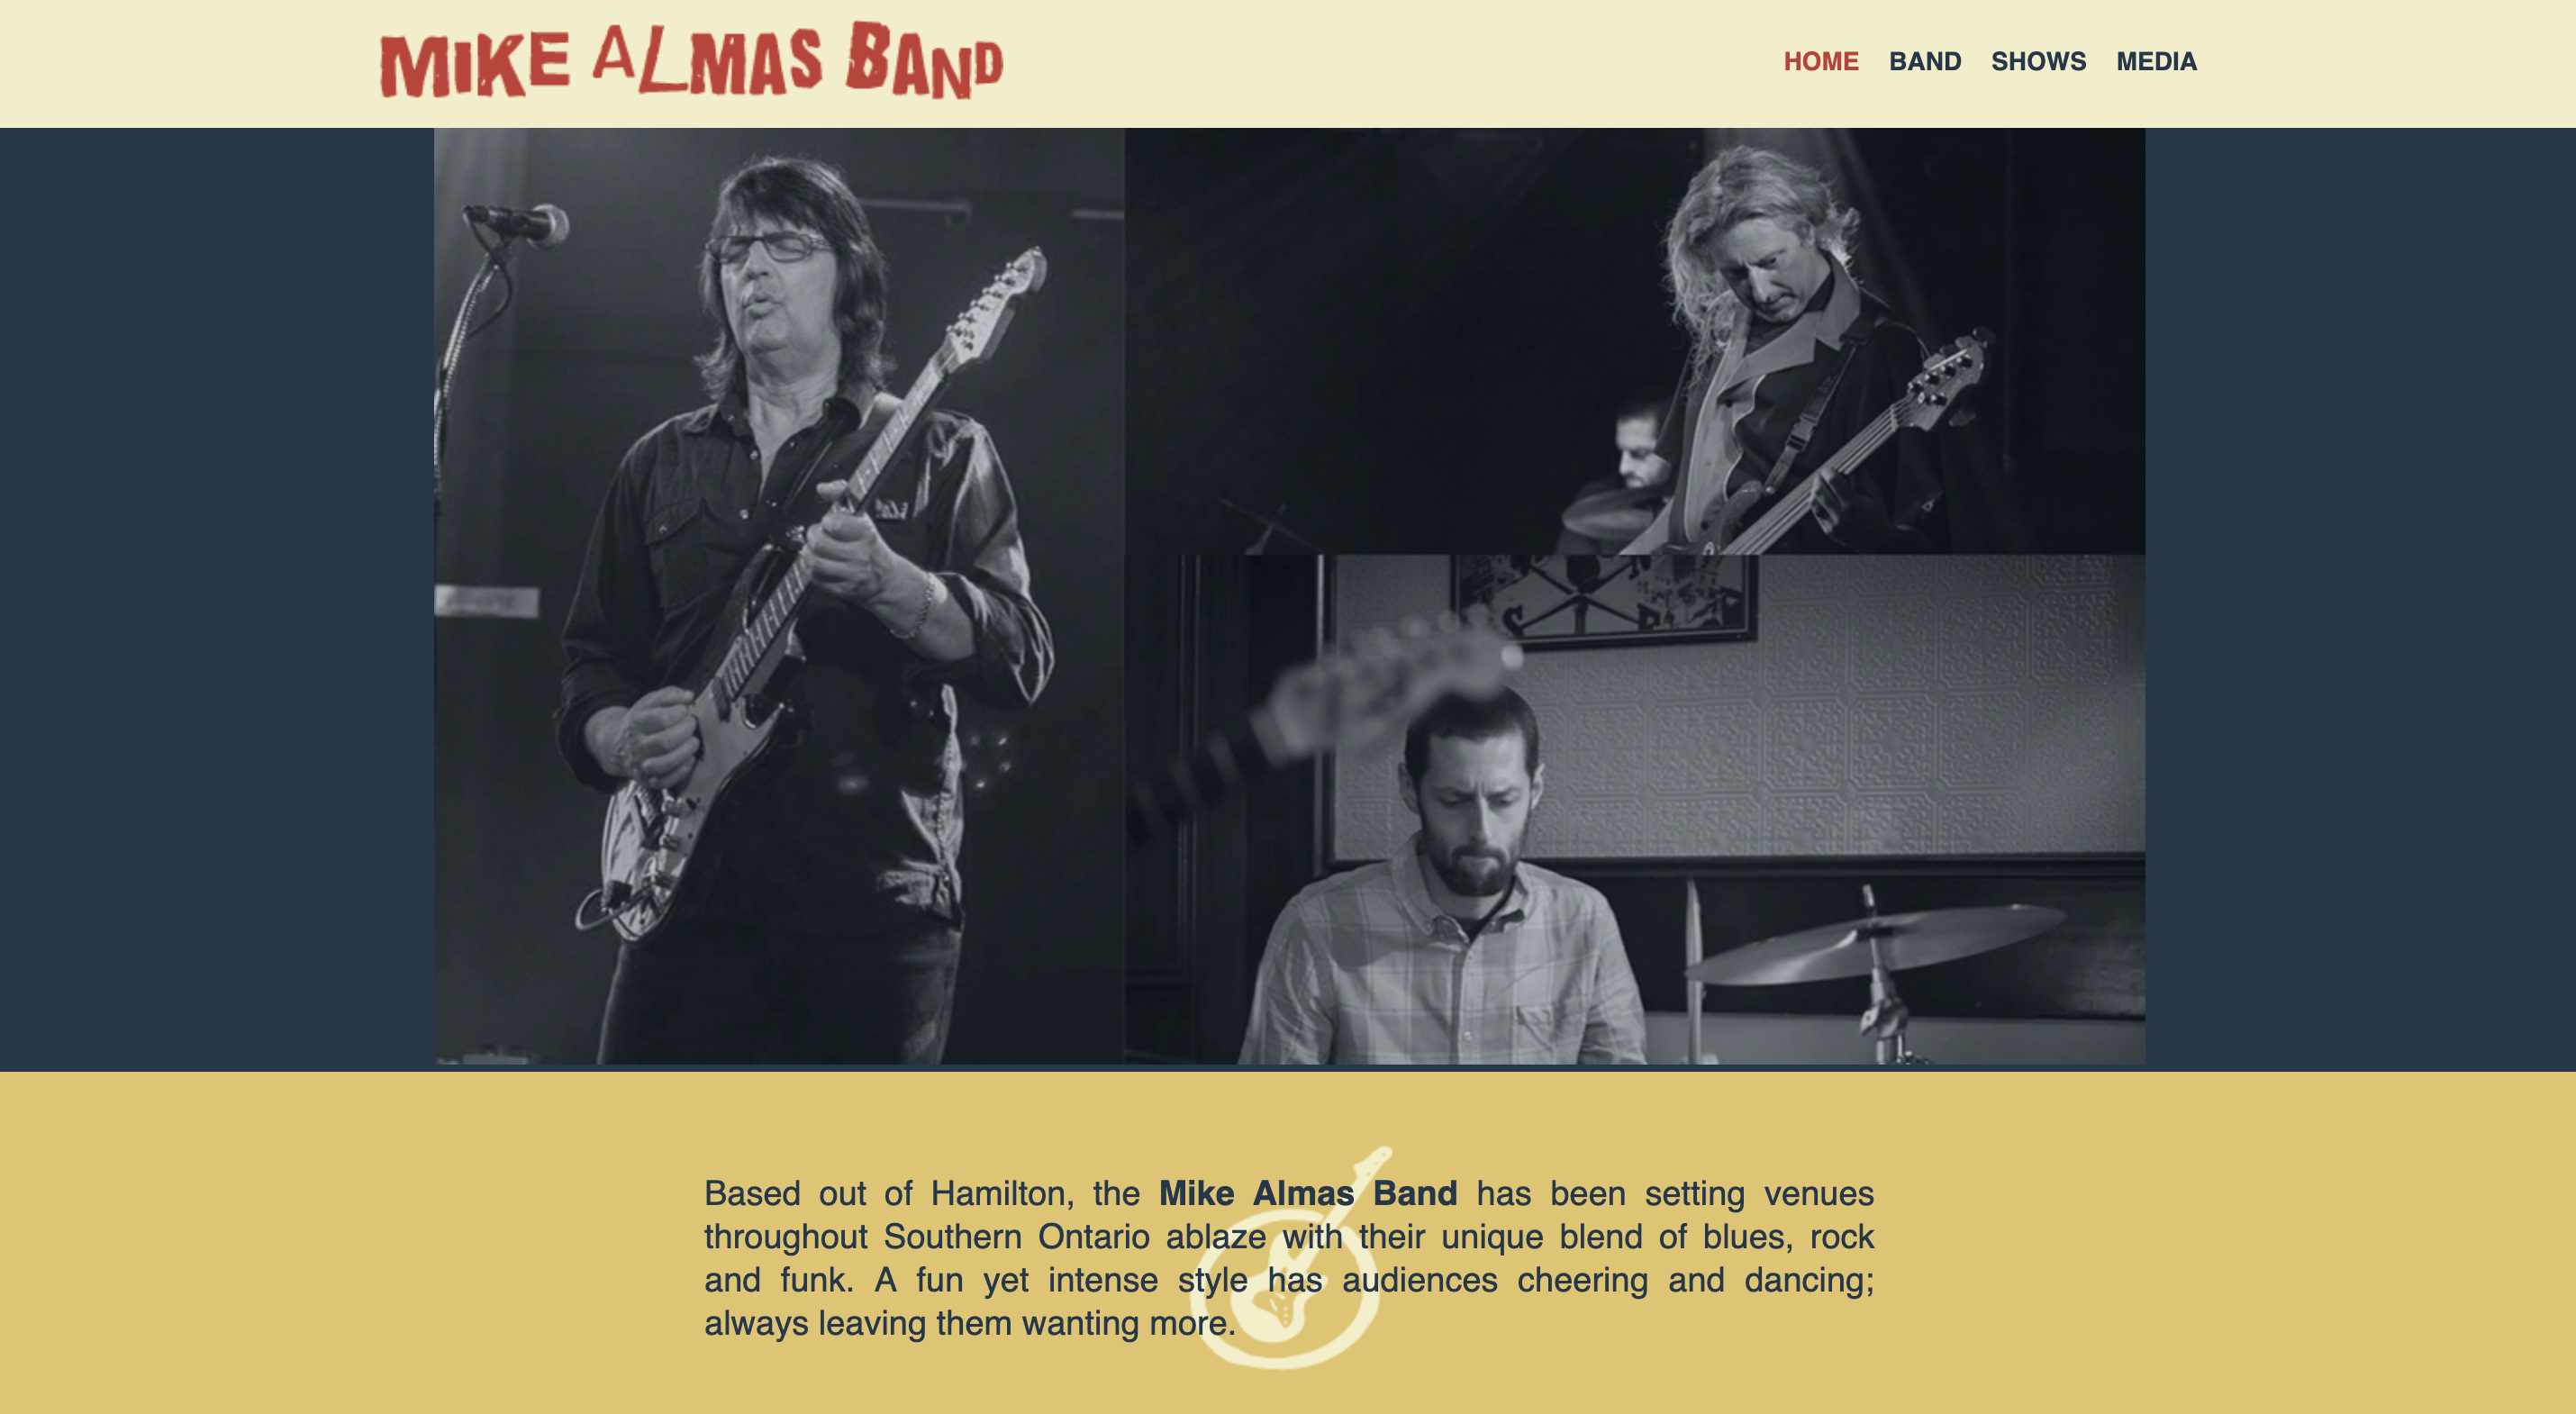 MIKE ALMAS BAND
HOME BAND SHOWS MEDIA
Based out of Hamilton, the Mike Almas Band has been setting venues
throughout Southern Ontario ablaze with their unique blend of blues, rock
and funk. A fun yet intense style has audiences cheering and dancing;
always leaving them wanting more.